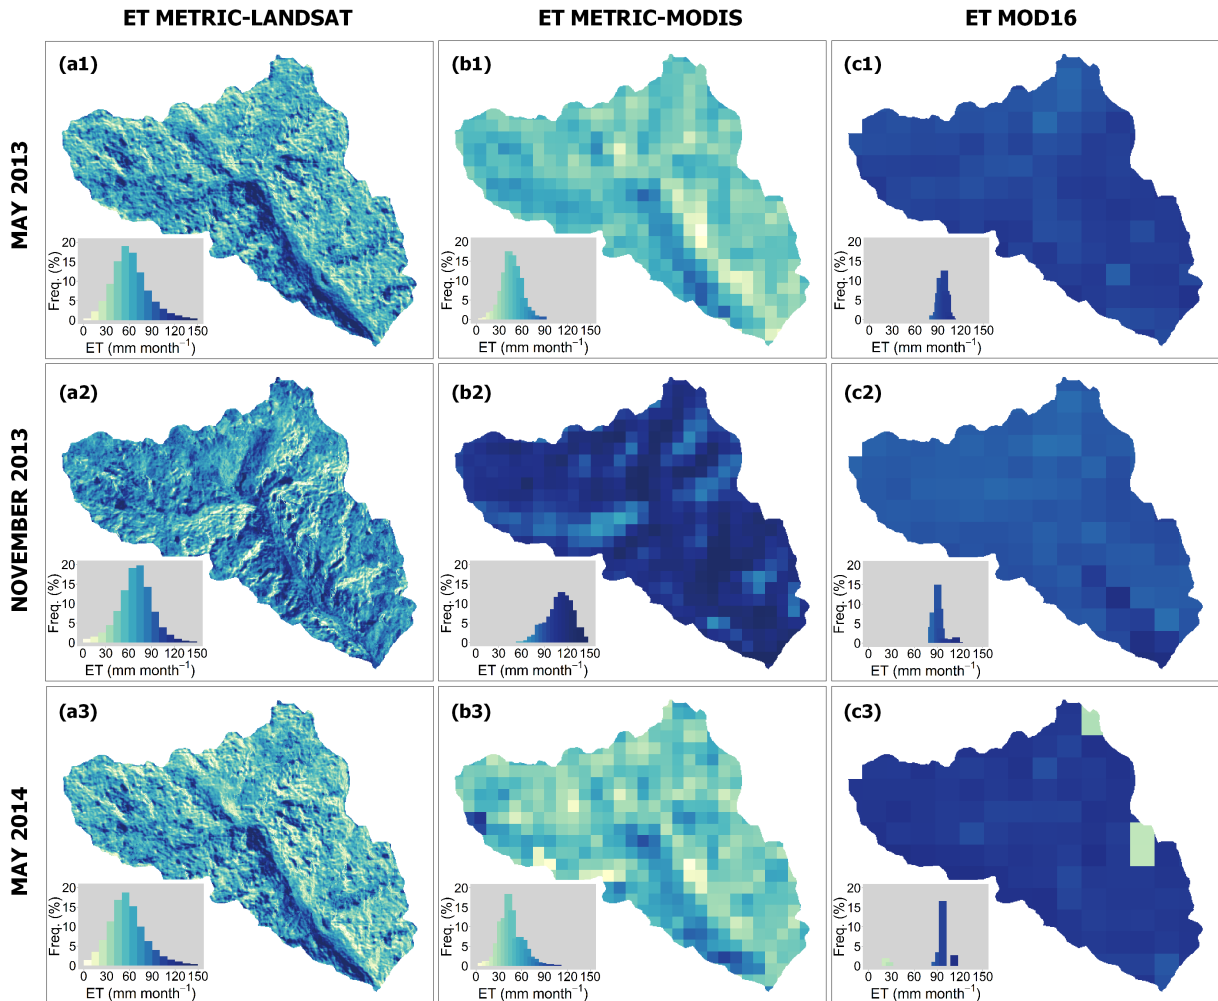 ET METRIC-LANDSAT ET METRIC-MODIS ET MOD16
MAY 2013
(a1) (b1) (c1)
Freq. (%) 20 15 10 5 0
0 30 60 90 120 150
ET (mm month⁻¹)
Freq. (%) 20 15 10 5 0
0 30 60 90 120 150
ET (mm month⁻¹)
Freq. (%) 20 15 10 5 0
0 30 60 90 120 150
ET (mm month⁻¹)
NOVEMBER 2013
(a2) (b2) (c2)
Freq. (%) 20 15 10 5 0
0 30 60 90 120 150
ET (mm month⁻¹)
Freq. (%) 20 15 10 5 0
0 30 60 90 120 150
ET (mm month⁻¹)
Freq. (%) 20 15 10 5 0
0 30 60 90 120 150
ET (mm month⁻¹)
MAY 2014
(a3) (b3) (c3)
Freq. (%) 20 15 10 5 0
0 30 60 90 120 150
ET (mm month⁻¹)
Freq. (%) 20 15 10 5 0
0 30 60 90 120 150
ET (mm month⁻¹)
Freq. (%) 20 15 10 5 0
0 30 60 90 120 150
ET (mm month⁻¹)